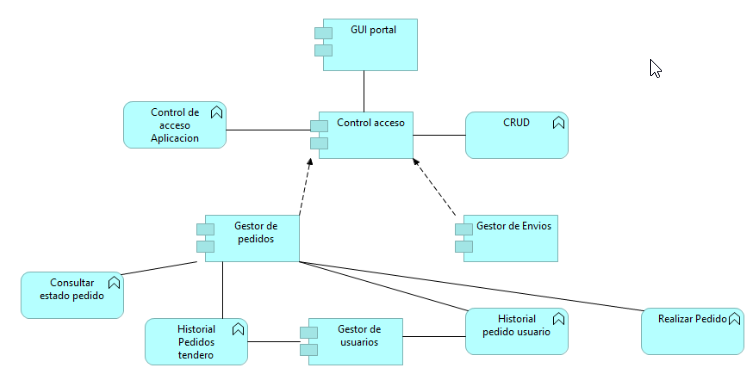 GUI portal
Control de
acceso
Aplicacion
Control acceso
CRUD
Gestor de
pedidos
Gestor de Envios
Consultar
estado pedido
Historial
Pedidos
tendero
Gestor de
usuarios
Historial
pedido usuario
Realizar Pedido